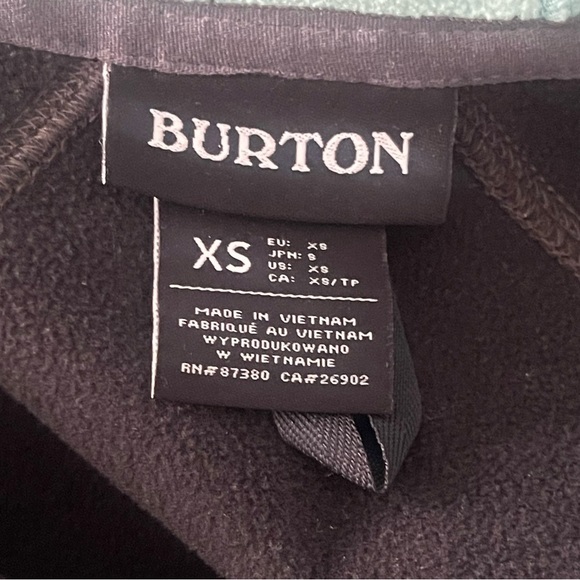 BURTON
XS
EU: XS
JPN: S
US: XS
CA: XS/TP
MADE IN VIETNAM
FABRIQUÉ AU VIETNAM
WYPRODUKOWANO
W WIETNAMIE
RN#87380 CA#26902